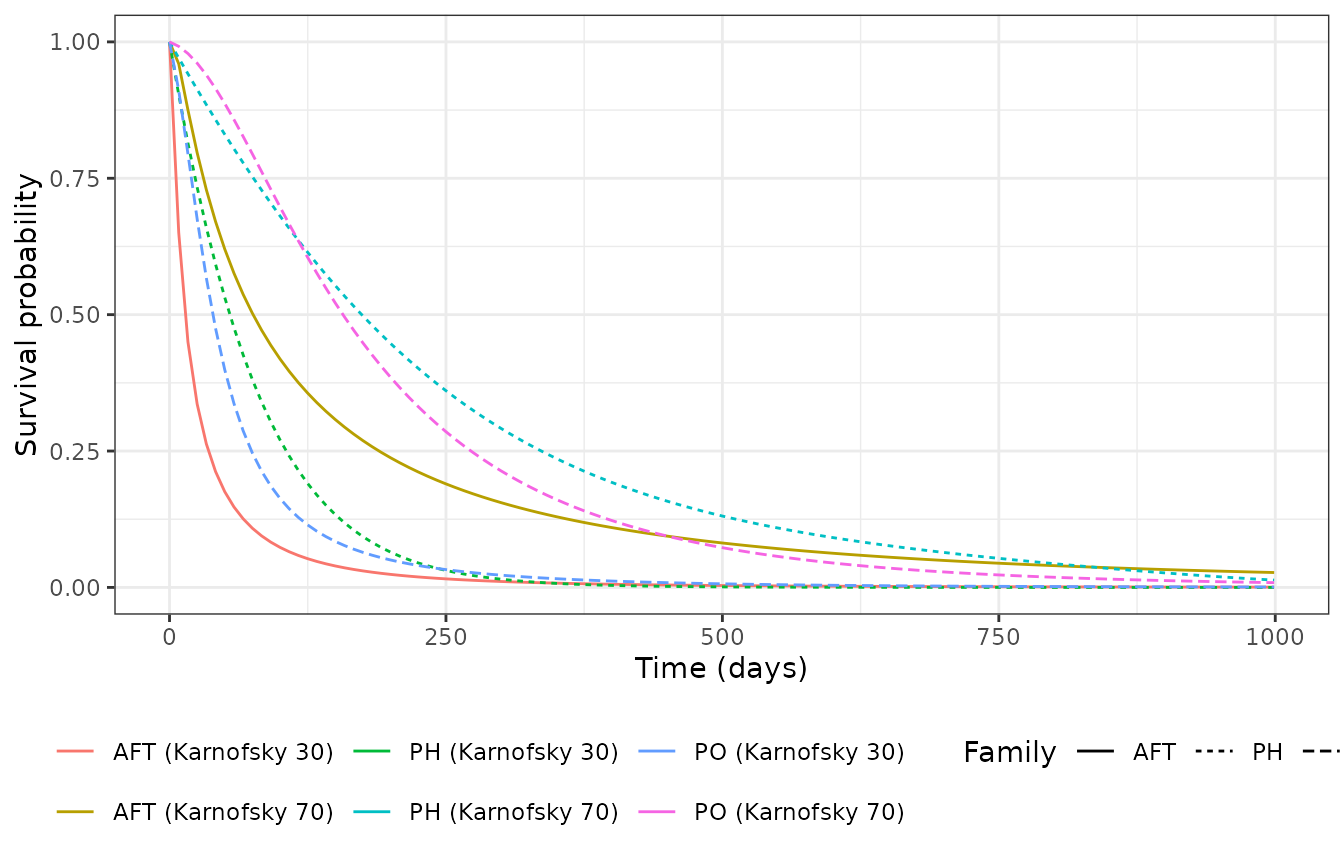 1.00
0.75
0.50
0.25
0.00
Survival probability
0 250 500 750 1000
Time (days)
AFT (Karnofsky 30) PH (Karnofsky 30) PO (Karnofsky 30) Family AFT PH
AFT (Karnofsky 70) PH (Karnofsky 70) PO (Karnofsky 70)